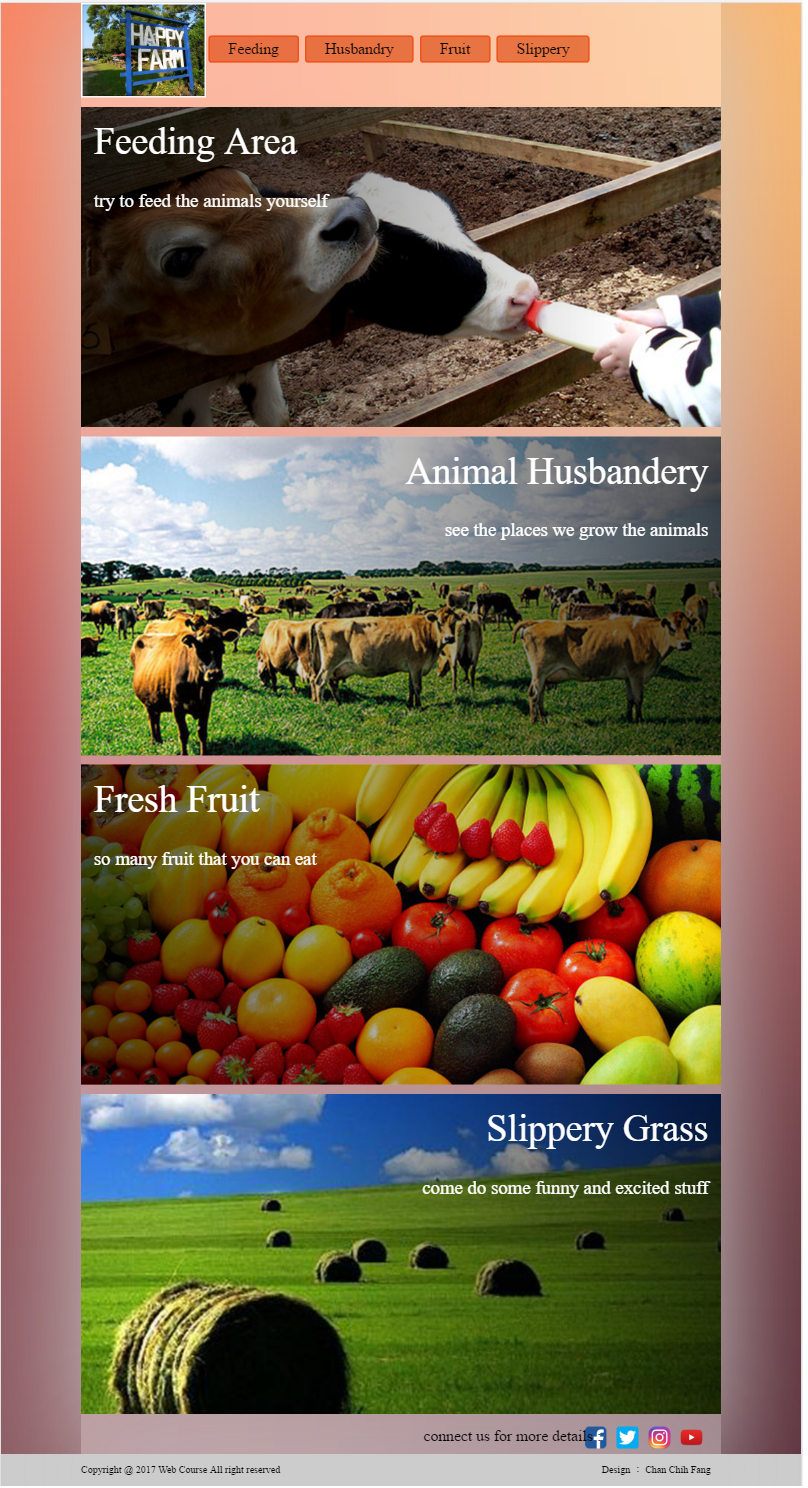 HAPPY
FARM
Feeding Husbandry Fruit Slippery
Feeding Area
try to feed the animals yourself
Animal Husbandery
see the places we grow the animals
Fresh Fruit
so many fruit that you can eat
Slippery Grass
come do some funny and excited stuff
connect us for more details
Copyright @ 2017 Web Course All right reserved
Design : Chan Chih Fang